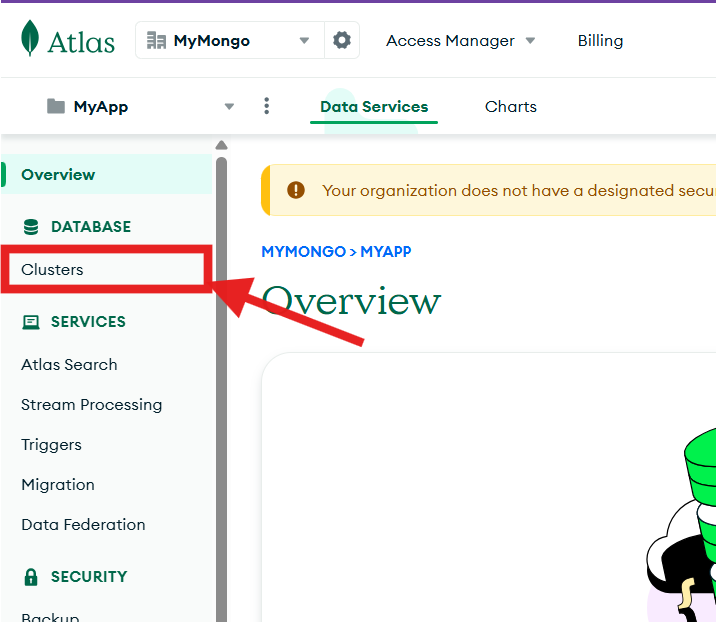 Atlas
MyMongo
Access Manager
Billing
MyApp
Data Services
Charts
Overview
Your organization does not have a designated secu
DATABASE
MYMONGO > MYAPP
Clusters
Overview
SERVICES
Atlas Search
Stream Processing
Triggers
Migration
Data Federation
SECURITY
Backup